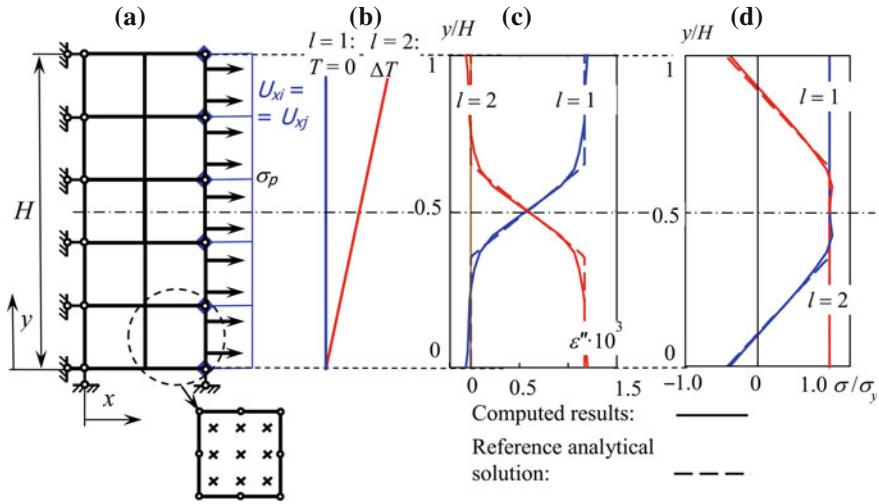 (a)
(b)
(c)
(d)
l = 1: l = 2:
T = 0 ΔT
y/H
y/H
U_xi =
= U_xj
σ_p
H
y
x
1
l = 2
l = 1
0.5
ε″·10³
0
0 0.5 1.5
1
l = 1
0.5
l = 2
0
−1.0 0 1.0 σ/σ_y
Computed results:
Reference analytical
solution: